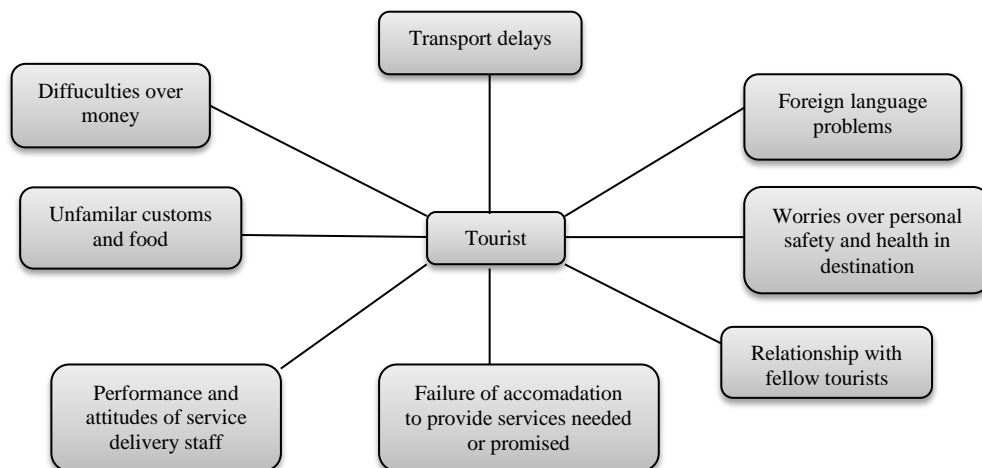 Transport delays
Diffuculties over
money
Foreign language
problems
Unfamilar customs
and food
Tourist
Worries over personal
safety and health in
destination
Relationship with
fellow tourists
Performance and
attitudes of service
delivery staff
Failure of accomadation
to provide services needed
or promised